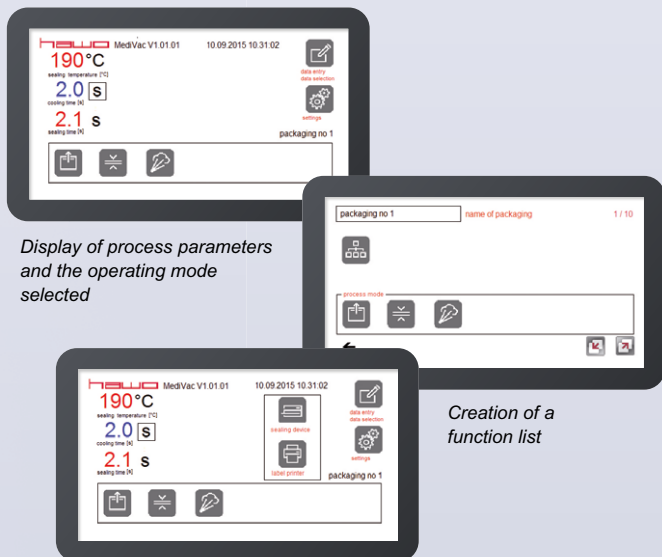 hawo MediVac V1.01.01 10.09.2015 10.31.02
190°C
sealing temperature [°C]
2.0 s
cooling time [s]
2.1 s
sealing time [s]
data entry
data selection
settings
packaging no 1
Display of process parameters
and the operating mode
selected
packaging no 1 name of packaging 1 / 10
process mode
Creation of a
function list
hawo MediVac V1.01.01 10.09.2015 10.31.02
190°C
sealing temperature [°C]
2.0 s
cooling time [s]
2.1 s
sealing time [s]
sealing device
label printer
data entry
data selection
settings
packaging no 1